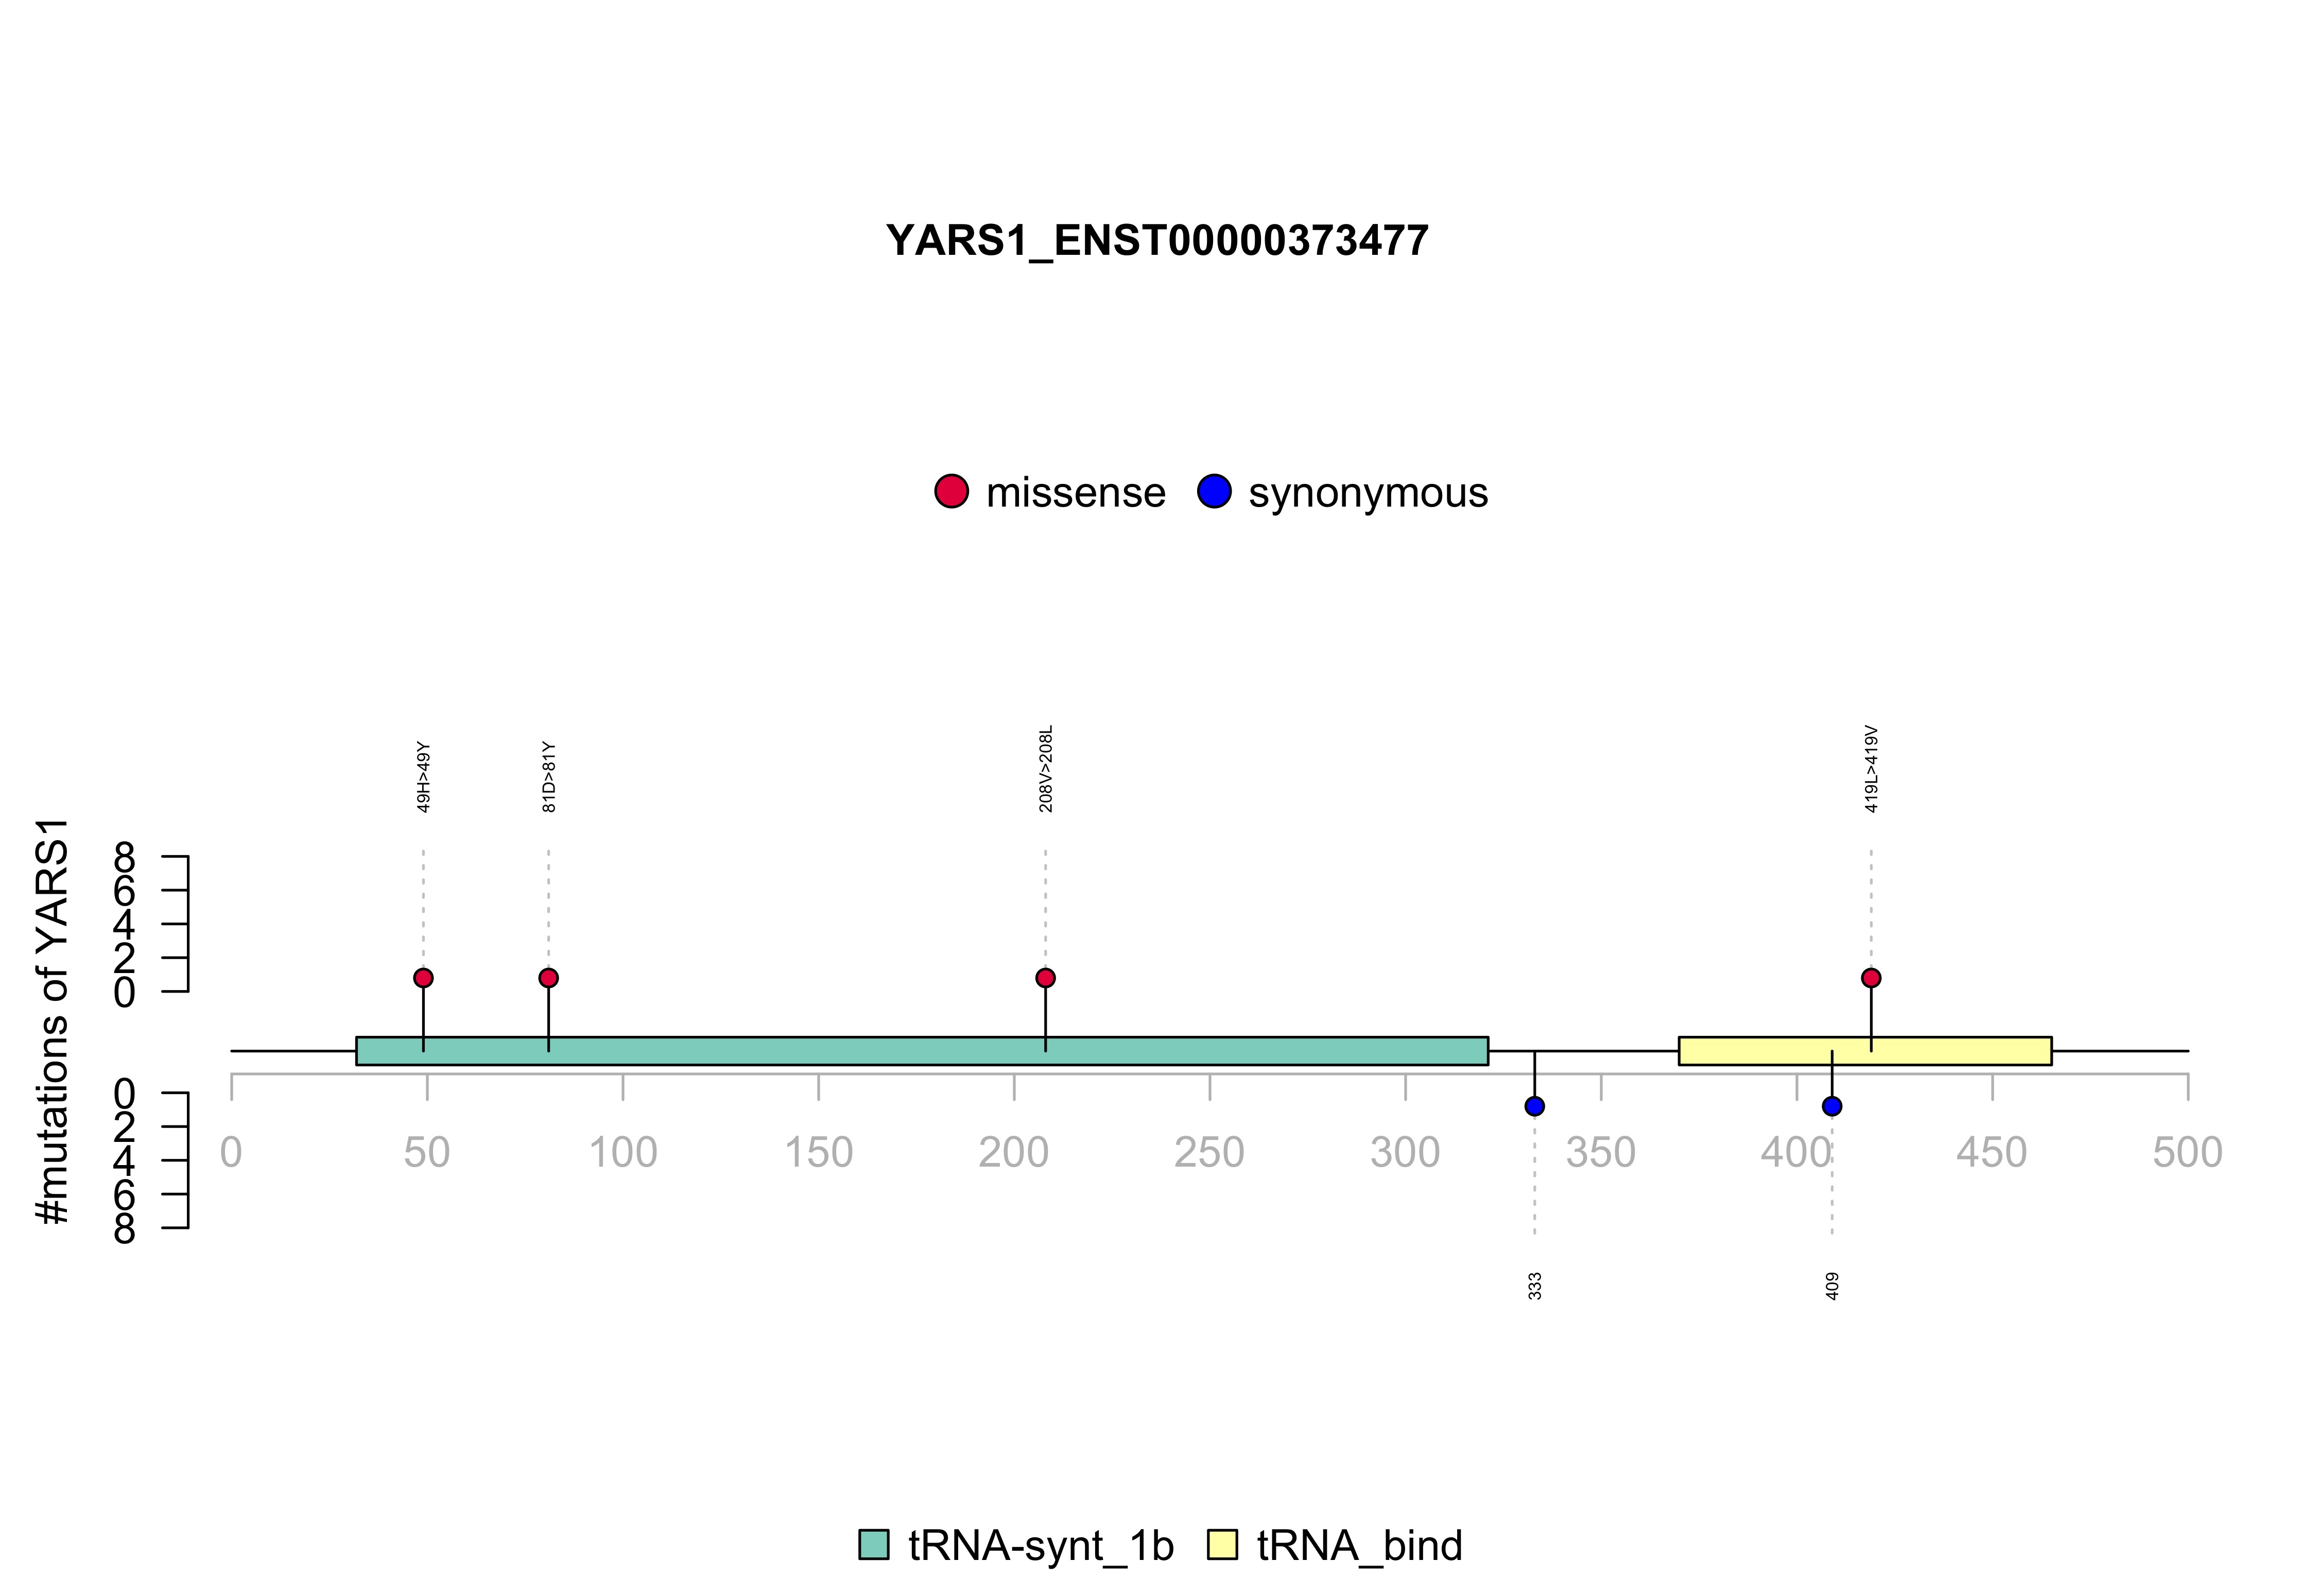 YARS1_ENST00000373477
missense synonymous
49H>49Y
81D>81Y
208V>208L
419L>419V
#mutations of YARS1
8
6
4
2
0
0
2
4
6
8
0 50 100 150 200 250 300 350 400 450 500
333
409
tRNA-synt_1b tRNA_bind